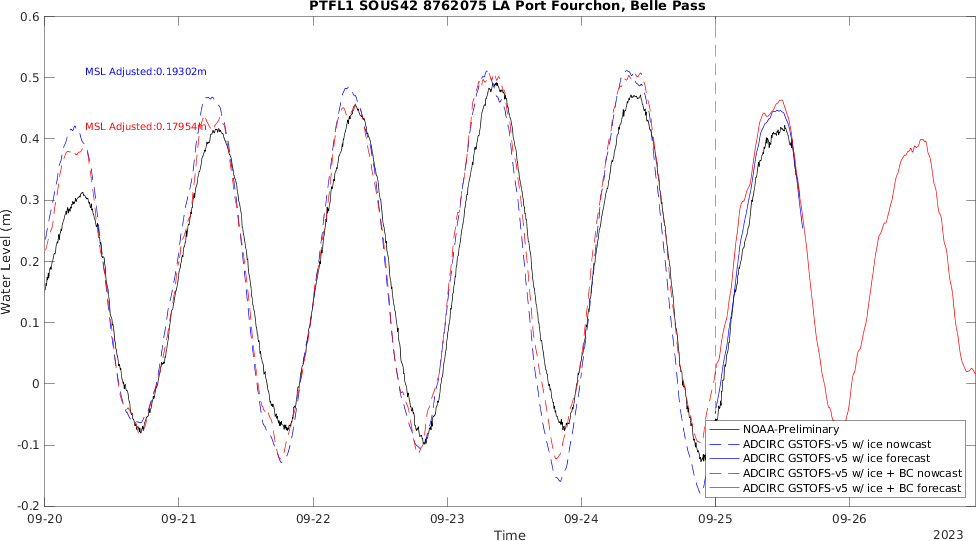 PTFL1 SOUS42 8762075 LA Port Fourchon, Belle Pass
0.6
0.5
0.4
0.3
0.2
0.1
0
-0.1
-0.2
Water Level (m)
MSL Adjusted:0.19302m
MSL Adjusted:0.17954m
NOAA-Preliminary
ADCIRC GSTOFS-v5 w/ ice nowcast
ADCIRC GSTOFS-v5 w/ ice forecast
ADCIRC GSTOFS-v5 w/ ice + BC nowcast
ADCIRC GSTOFS-v5 w/ ice + BC forecast
09-20 09-21 09-22 09-23 09-24 09-25 09-26
Time
2023